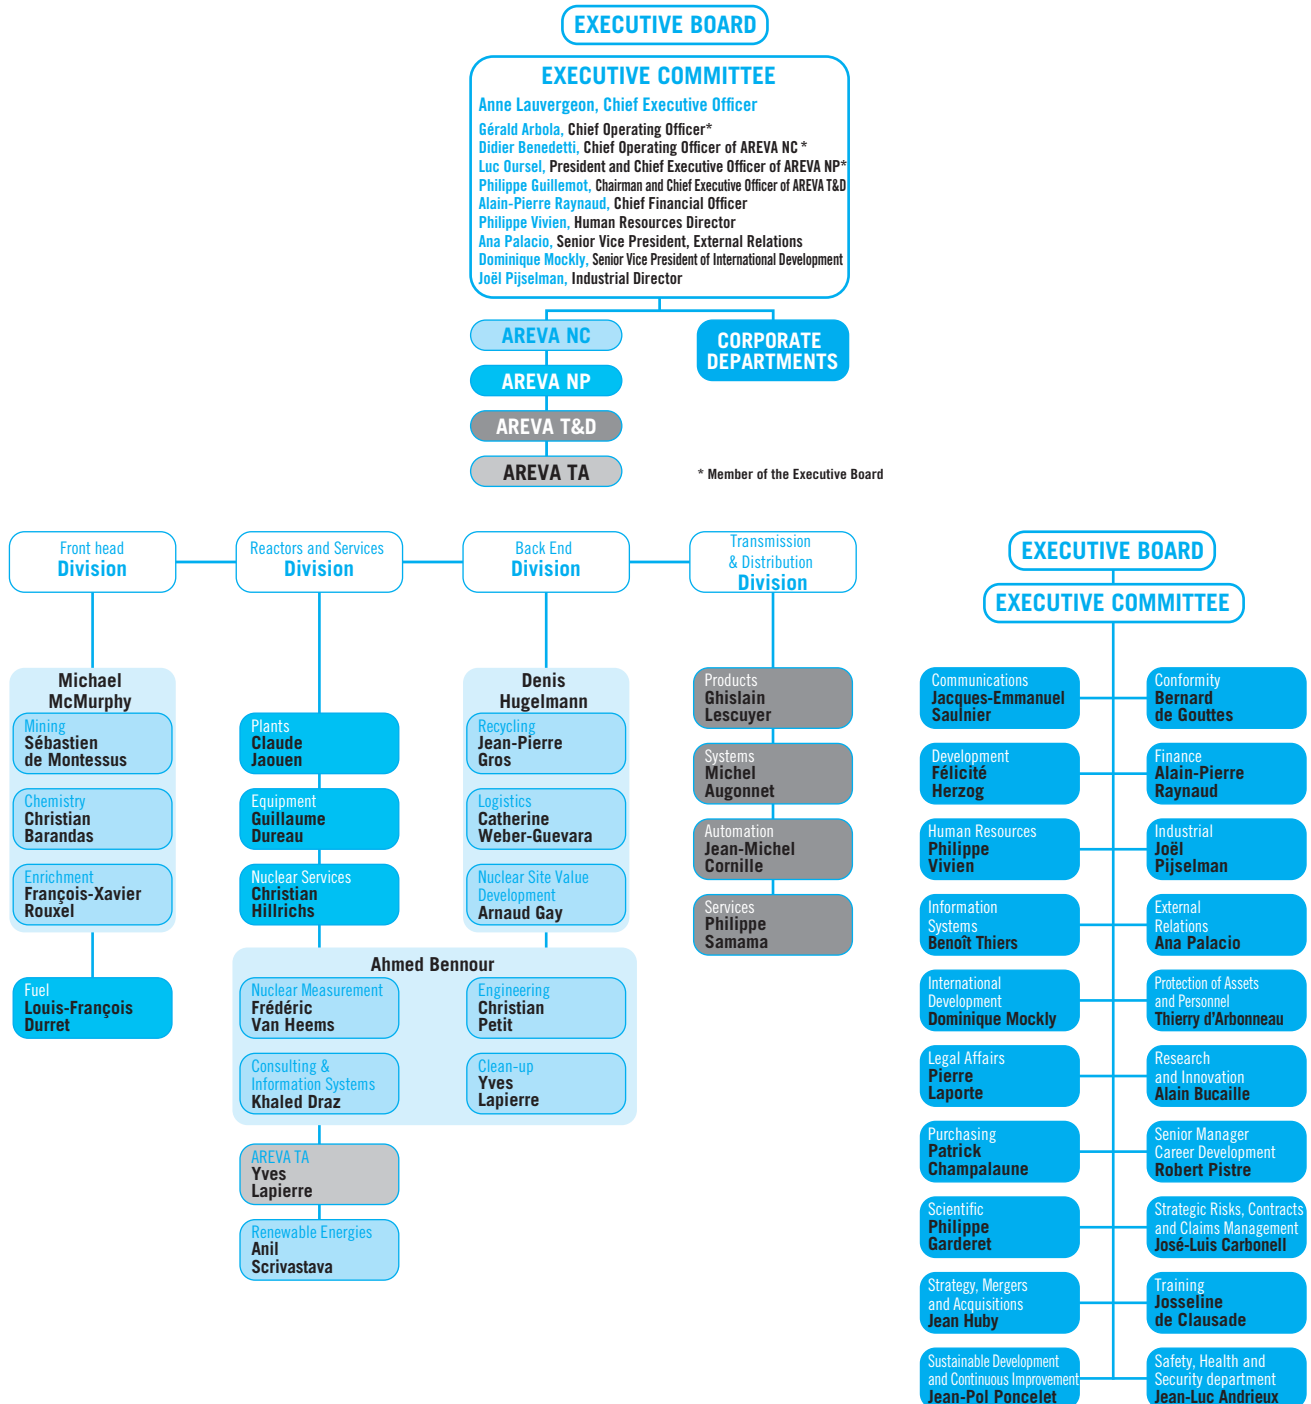 EXECUTIVE BOARD
EXECUTIVE COMMITTEE
Anne Lauvergeon, Chief Executive Officer
Gérald Arbola, Chief Operating Officer*
Didier Benedetti, Chief Operating Officer of AREVA NC *
Luc Oursel, President and Chief Executive Officer of AREVA NP*
Philippe Guillemot, Chairman and Chief Executive Officer of AREVA T&D
Alain-Pierre Raynaud, Chief Financial Officer
Philippe Vivien, Human Resources Director
Ana Palacio, Senior Vice President, External Relations
Dominique Mockly, Senior Vice President of International Development
Joël Pijselman, Industrial Director
AREVA NC
AREVA NP
AREVA T&D
AREVA TA
CORPORATE
DEPARTMENTS
* Member of the Executive Board
Front head
Division
Michael
McMurphy
Mining
Sébastien
de Montessus
Chemistry
Christian
Barandas
Enrichment
François-Xavier
Rouxel
Fuel
Louis-François
Durret
Reactors and Services
Division
Plants
Claude
Jaouen
Equipment
Guillaume
Dureau
Nuclear Services
Christian
Hillrichs
Back End
Division
Denis
Hugelmann
Recycling
Jean-Pierre
Gros
Logistics
Catherine
Weber-Guevara
Nuclear Site Value
Development
Arnaud Gay
Ahmed Bennour
Nuclear Measurement
Frédéric
Van Heems
Engineering
Christian
Petit
Consulting &
Information Systems
Khaled Draz
Clean-up
Yves
Lapierre
AREVA TA
Yves
Lapierre
Renewable Energies
Anil
Scrivastava
Transmission
& Distribution
Division
Products
Ghislain
Lescuyer
Systems
Michel
Augonnet
Automation
Jean-Michel
Cornille
Services
Philippe
Samama
EXECUTIVE BOARD
EXECUTIVE COMMITTEE
Communications
Jacques-Emmanuel
Saulnier
Conformity
Bernard
de Gouttes
Development
Félicité
Herzog
Finance
Alain-Pierre
Raynaud
Human Resources
Philippe
Vivien
Industrial
Joël
Pijselman
Information
Systems
Benoît Thiers
External
Relations
Ana Palacio
International
Development
Dominique Mockly
Protection of Assets
and Personnel
Thierry d'Arbonneau
Legal Affairs
Pierre
Laporte
Research
and Innovation
Alain Bucaille
Purchasing
Patrick
Champalaune
Senior Manager
Career Development
Robert Pistre
Scientific
Philippe
Garderet
Strategic Risks, Contracts
and Claims Management
José-Luis Carbonell
Strategy, Mergers
and Acquisitions
Jean Huby
Training
Josseline
de Clausade
Sustainable Development
and Continuous Improvement
Jean-Pol Poncelet
Safety, Health and
Security department
Jean-Luc Andrieux